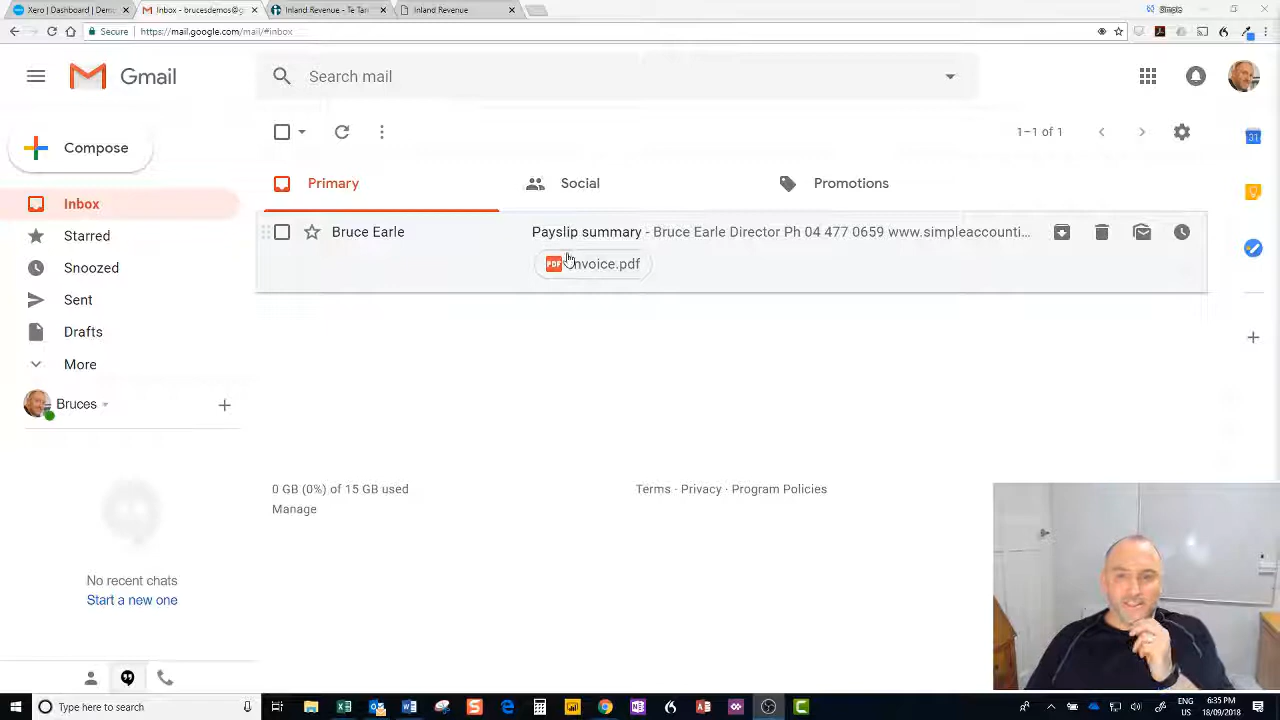 Xero | Dashboard | Dem
Inbox - brucesdemos@g
Inland Revenue - Te Tar
Inland Revenue
Secure
https://mail.google.com/mail/#inbox
Gmail
Search mail
Compose
1–1 of 1
Inbox
Primary
Social
Promotions
Starred
Bruce Earle
Payslip summary - Bruce Earle Director Ph 04 477 0659 www.simpleaccounti...
Snoozed
PDF nvoice.pdf
Sent
Drafts
More
Bruces
0 GB (0%) of 15 GB used
Manage
Terms · Privacy · Program Policies
No recent chats
Start a new one
Type here to search
ENG
US
6:35 PM
18/09/2018
31